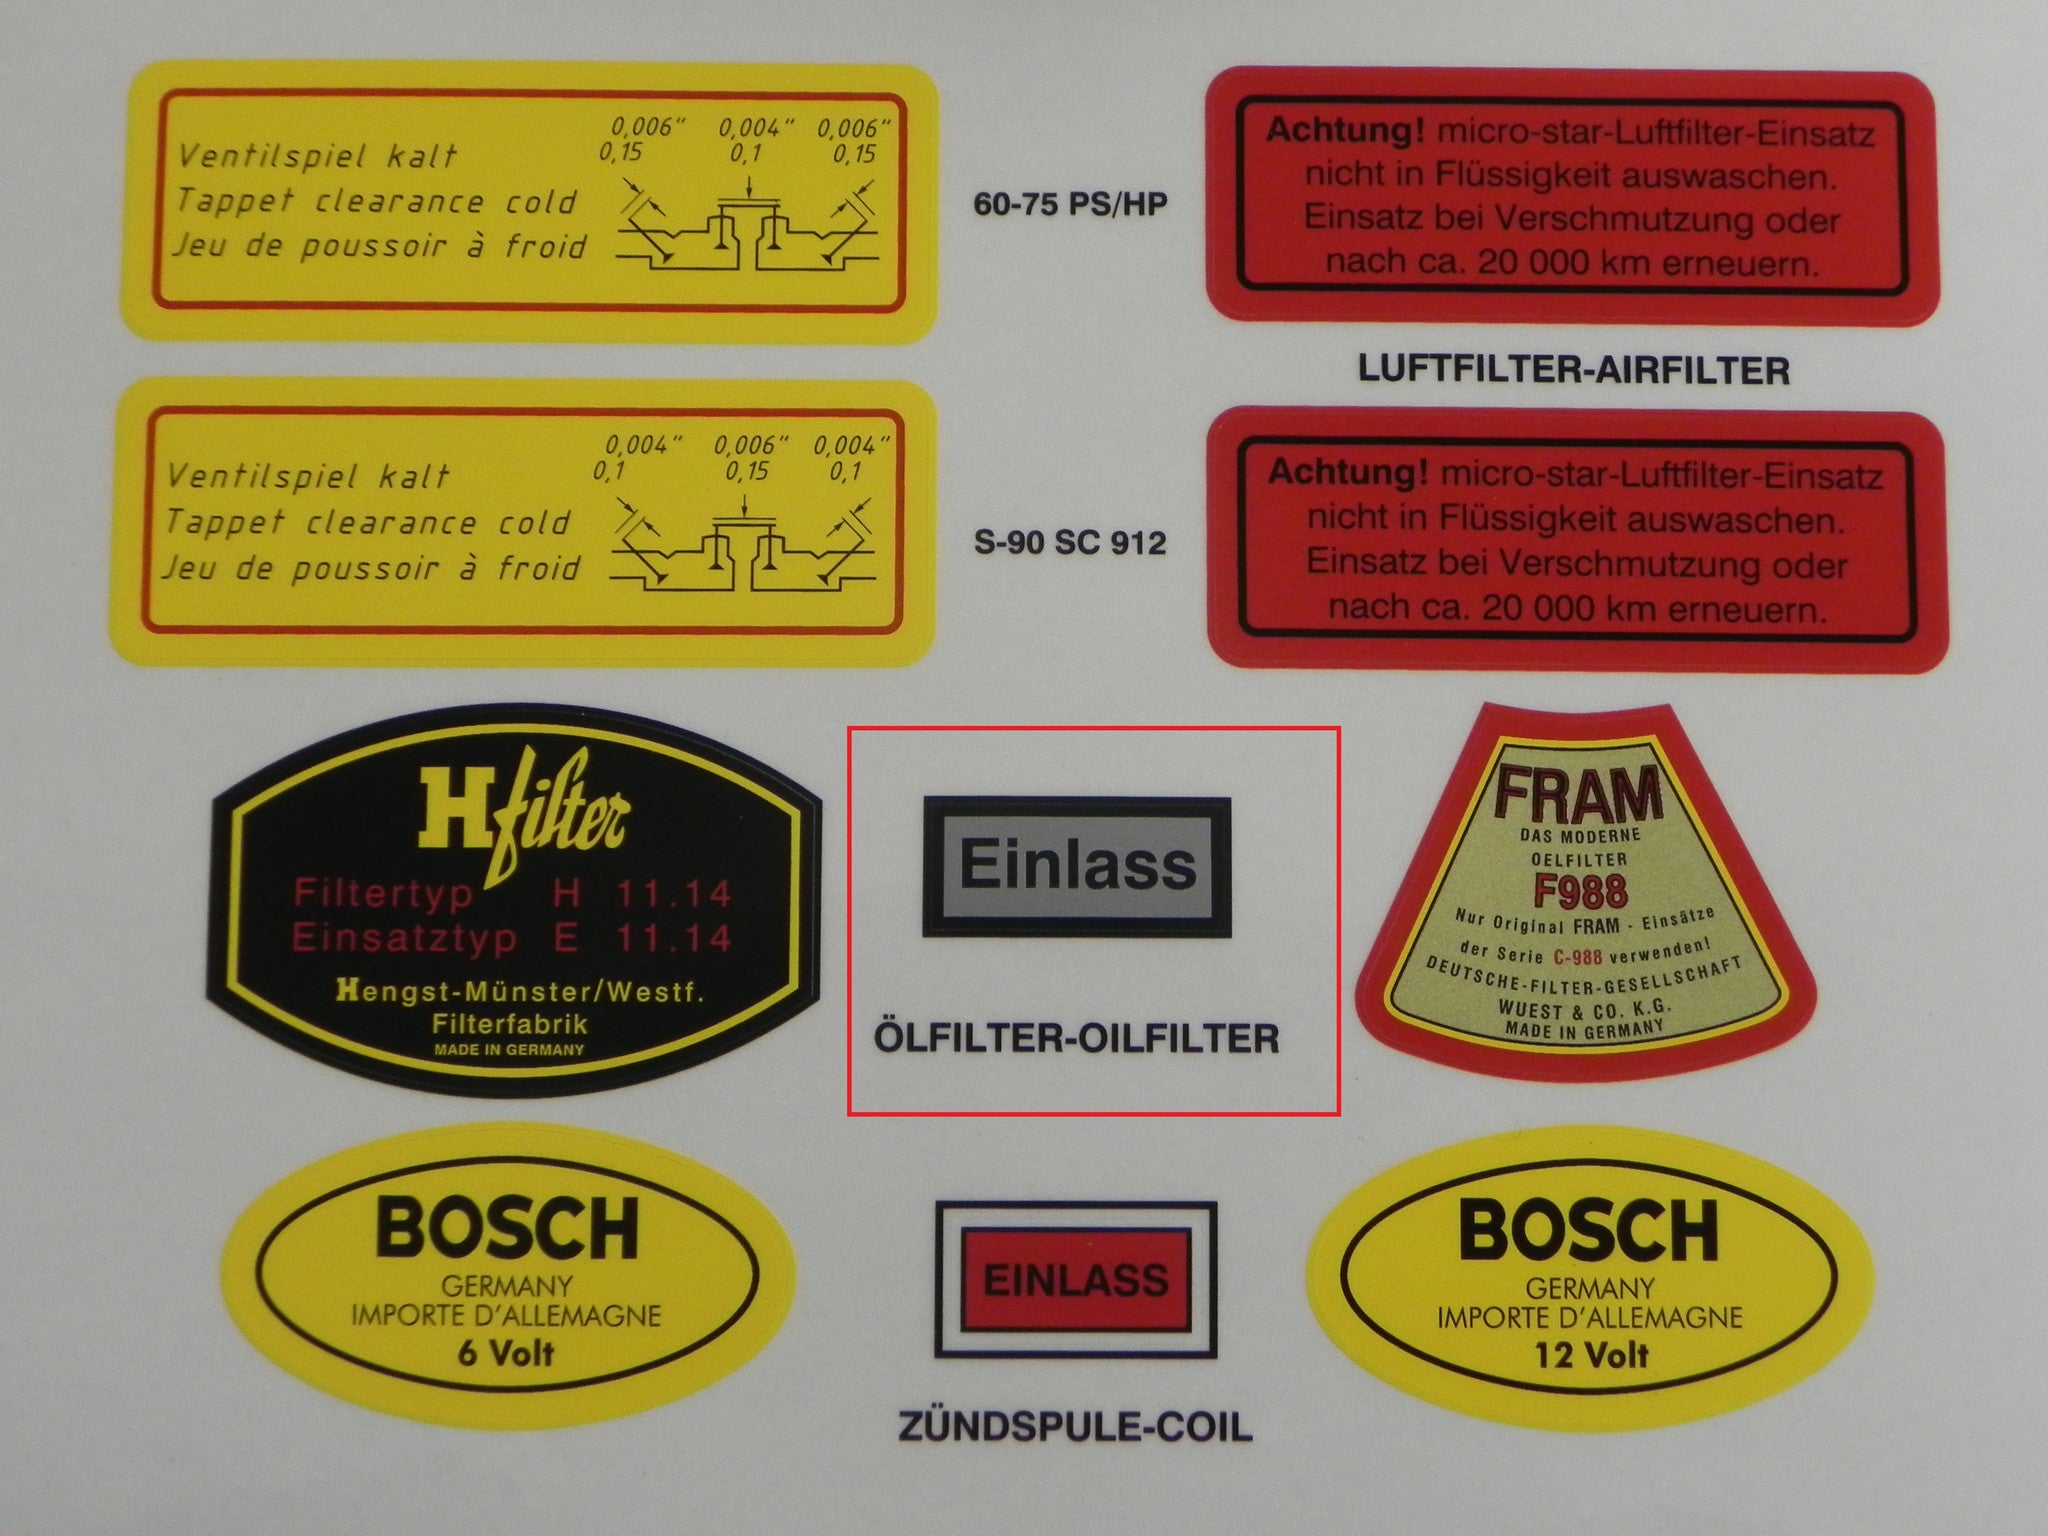 0,006" 0,004" 0,006"
0,15 0,1 0,15
Ventilspiel kalt
Tappet clearance cold
Jeu de poussoir à froid
60-75 PS/HP
Achtung! micro-star-Luftfilter-Einsatz
nicht in Flüssigkeit auswaschen.
Einsatz bei Verschmutzung oder
nach ca. 20 000 km erneuern.
LUFTFILTER-AIRFILTER
0,004" 0,006" 0,004"
0,1 0,15 0,1
Ventilspiel kalt
Tappet clearance cold
Jeu de poussoir à froid
S-90 SC 912
Achtung! micro-star-Luftfilter-Einsatz
nicht in Flüssigkeit auswaschen.
Einsatz bei Verschmutzung oder
nach ca. 20 000 km erneuern.
Hfilter
Filtertyp H 11.14
Einsatztyp E 11.14
Hengst-Münster/Westf.
Filterfabrik
MADE IN GERMANY
Einlass
ÖLFILTER-OILFILTER
FRAM
DAS MODERNE
OELFILTER
F988
Nur Original FRAM - Einsätze
der Serie C-988 verwenden!
DEUTSCHE-FILTER-GESELLSCHAFT
WUEST & CO. K.G.
MADE IN GERMANY
BOSCH
GERMANY
IMPORTE D'ALLEMAGNE
6 Volt
EINLASS
ZÜNDSPULE-COIL
BOSCH
GERMANY
IMPORTE D'ALLEMAGNE
12 Volt